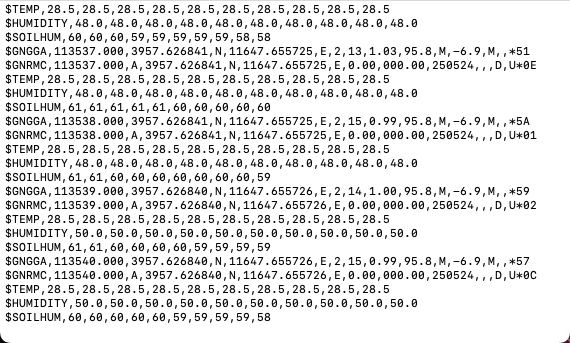 $TEMP,28.5,28.5,28.5,28.5,28.5,28.5,28.5,28.5,28.5,28.5
$HUMIDITY,48.0,48.0,48.0,48.0,48.0,48.0,48.0,48.0,48.0,48.0
$SOILHUM,60,60,60,59,59,59,59,59,58,58
$GNGGA,113537.000,3957.626841,N,11647.655725,E,2,13,1.03,95.8,M,-6.9,M,,*51
$GNRMC,113537.000,A,3957.626841,N,11647.655725,E,0.00,000.00,250524,,,D,U*0E
$TEMP,28.5,28.5,28.5,28.5,28.5,28.5,28.5,28.5,28.5,28.5
$HUMIDITY,48.0,48.0,48.0,48.0,48.0,48.0,48.0,48.0,48.0,48.0
$SOILHUM,61,61,61,61,61,60,60,60,60,60
$GNGGA,113538.000,3957.626841,N,11647.655725,E,2,15,0.99,95.8,M,-6.9,M,,*5A
$GNRMC,113538.000,A,3957.626841,N,11647.655725,E,0.00,000.00,250524,,,D,U*01
$TEMP,28.5,28.5,28.5,28.5,28.5,28.5,28.5,28.5,28.5,28.5
$HUMIDITY,48.0,48.0,48.0,48.0,48.0,48.0,48.0,48.0,48.0,48.0
$SOILHUM,61,61,60,60,60,60,60,60,60,59
$GNGGA,113539.000,3957.626840,N,11647.655726,E,2,14,1.00,95.8,M,-6.9,M,,*59
$GNRMC,113539.000,A,3957.626840,N,11647.655726,E,0.00,000.00,250524,,,D,U*02
$TEMP,28.5,28.5,28.5,28.5,28.5,28.5,28.5,28.5,28.5,28.5
$HUMIDITY,50.0,50.0,50.0,50.0,50.0,50.0,50.0,50.0,50.0,50.0
$SOILHUM,61,61,60,60,60,60,59,59,59,59
$GNGGA,113540.000,3957.626840,N,11647.655726,E,2,15,0.99,95.8,M,-6.9,M,,*57
$GNRMC,113540.000,A,3957.626840,N,11647.655726,E,0.00,000.00,250524,,,D,U*0C
$TEMP,28.5,28.5,28.5,28.5,28.5,28.5,28.5,28.5,28.5,28.5
$HUMIDITY,50.0,50.0,50.0,50.0,50.0,50.0,50.0,50.0,50.0,50.0
$SOILHUM,60,60,60,60,60,59,59,59,59,58